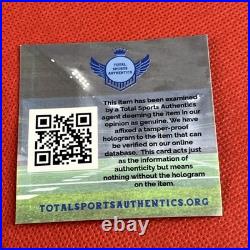 TOTAL SPORTS
AUTHENTICS
This item has been examined
by a Total Sports Authentics
agent deeming the item in our
opinion as genuine. We have
affixed a tamper-proof
hologram to the item that can
be verified on our online
database. This card acts just
as the information of
authenticity but means
nothing without the hologram
on the item.
TOTALSPORTSAUTHENTICS.ORG